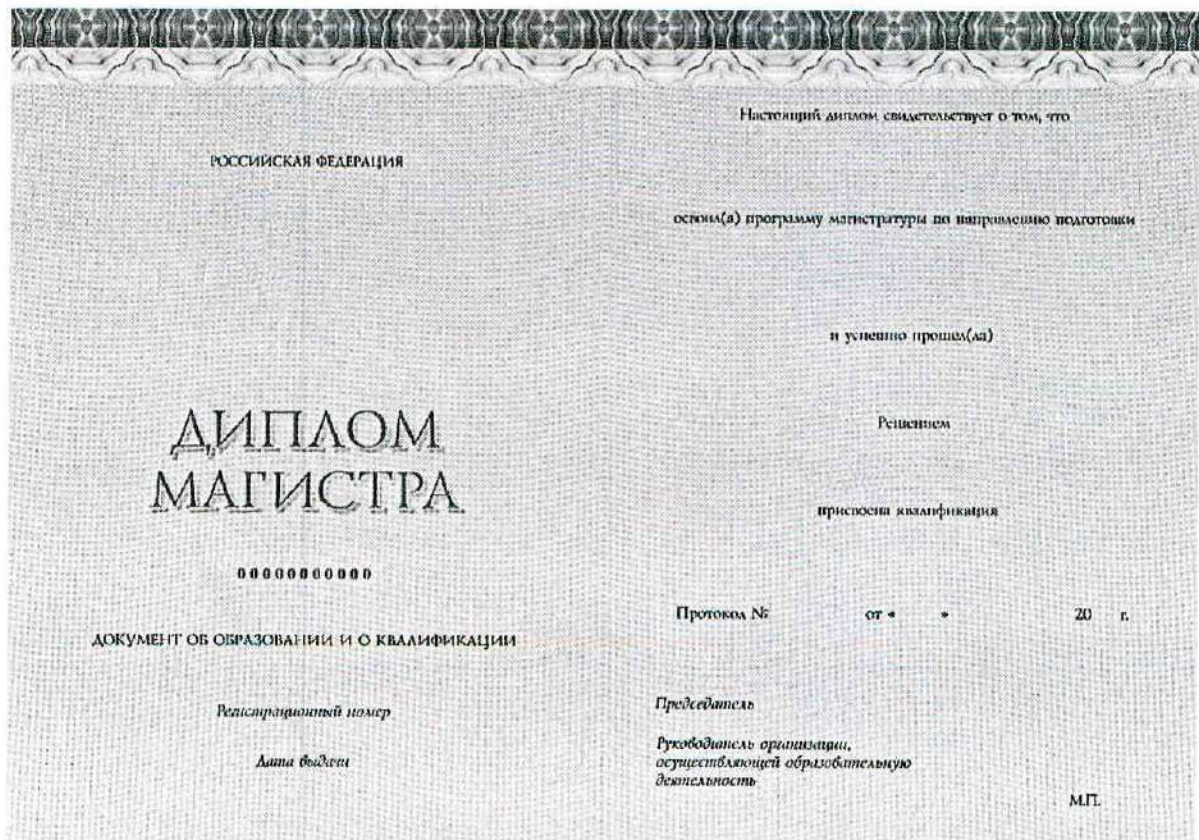 РОССИЙСКАЯ ФЕДЕРАЦИЯ
ДИПЛОМ
МАГИСТРА
00000000000
ДОКУМЕНТ ОБ ОБРАЗОВАНИИ И О КВАЛИФИКАЦИИ
Регистрационный номер
Дата выдачи
Настоящий диплом свидетельствует о том, что
освоил(а) программу магистратуры по направлению подготовки
и успешно прошел(ла)
Решением
присвоена квалификация
Протокол № от « » 20 г.
Председатель
Руководитель организации,
осуществляющей образовательную
деятельность
М.П.